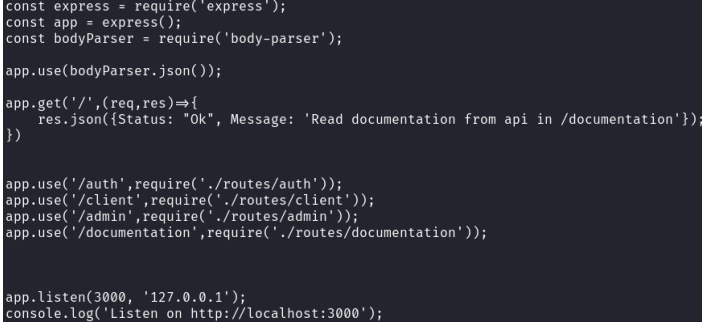 const express = require('express');
const app = express();
const bodyParser = require('body-parser');
app.use(bodyParser.json());
app.get('/',(req,res)=>{
    res.json({Status: "Ok", Message: 'Read documentation from api in /documentation'});
})
app.use('/auth',require('./routes/auth'));
app.use('/client',require('./routes/client'));
app.use('/admin',require('./routes/admin'));
app.use('/documentation',require('./routes/documentation'));
app.listen(3000, '127.0.0.1');
console.log('Listen on http://localhost:3000');